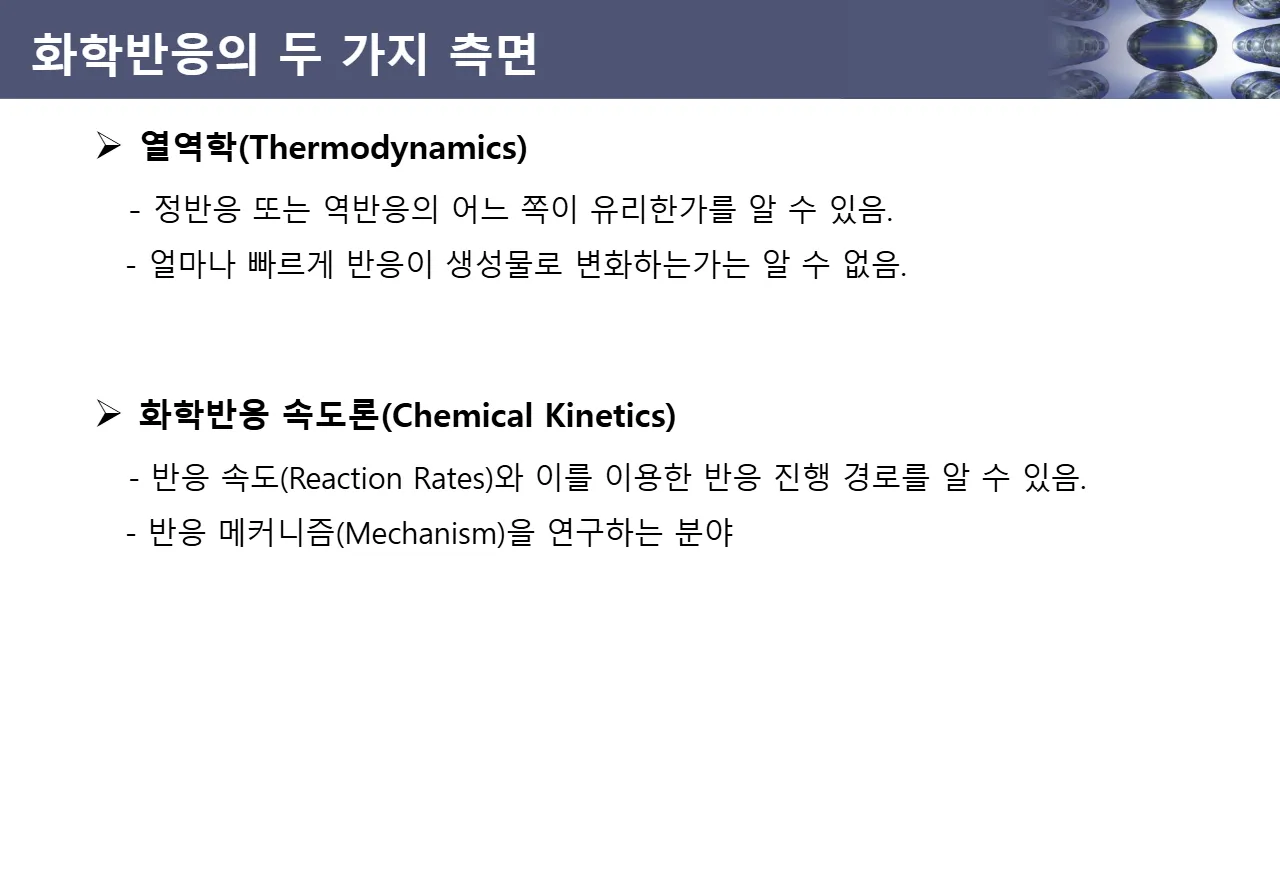 화학반응의 두 가지 측면
➢ 열역학(Thermodynamics)
- 정반응 또는 역반응의 어느 쪽이 유리한가를 알 수 있음.
- 얼마나 빠르게 반응이 생성물로 변화하는가는 알 수 없음.
➢ 화학반응 속도론(Chemical Kinetics)
- 반응 속도(Reaction Rates)와 이를 이용한 반응 진행 경로를 알 수 있음.
- 반응 메커니즘(Mechanism)을 연구하는 분야